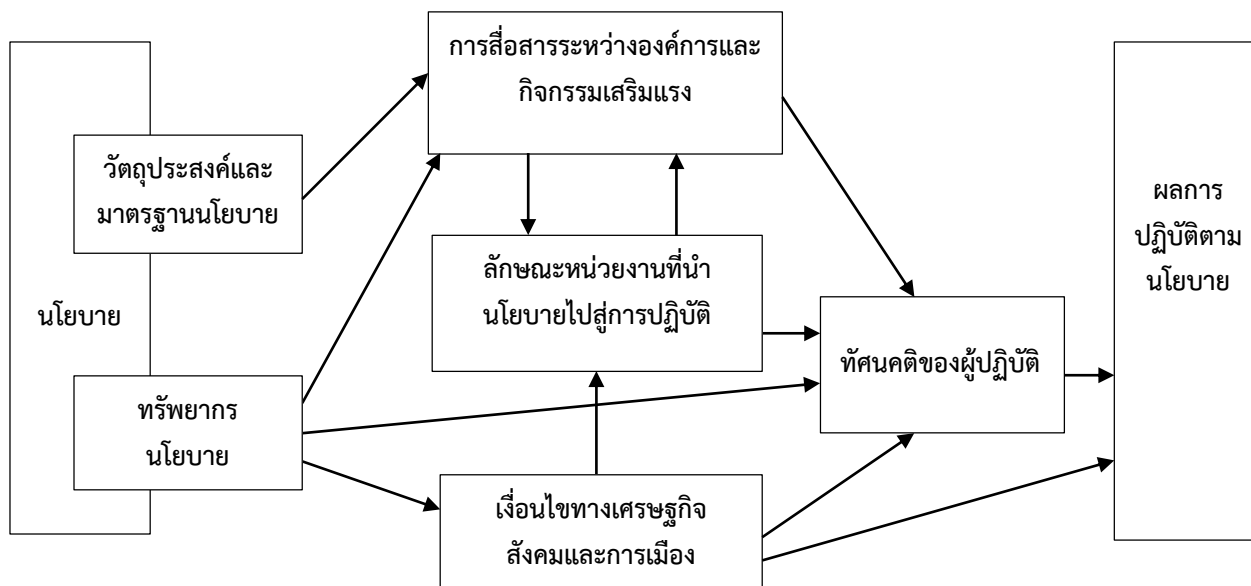 การสื่อสารระหว่างองค์การและ
กิจกรรมเสริมแรง
วัตถุประสงค์และ
มาตรฐานนโยบาย
นโยบาย
ทรัพยากร
นโยบาย
ลักษณะหน่วยงานที่นำ
นโยบายไปสู่การปฏิบัติ
เงื่อนไขทางเศรษฐกิจ
สังคมและการเมือง
ทัศนคติของผู้ปฏิบัติ
ผลการ
ปฏิบัติตาม
นโยบาย